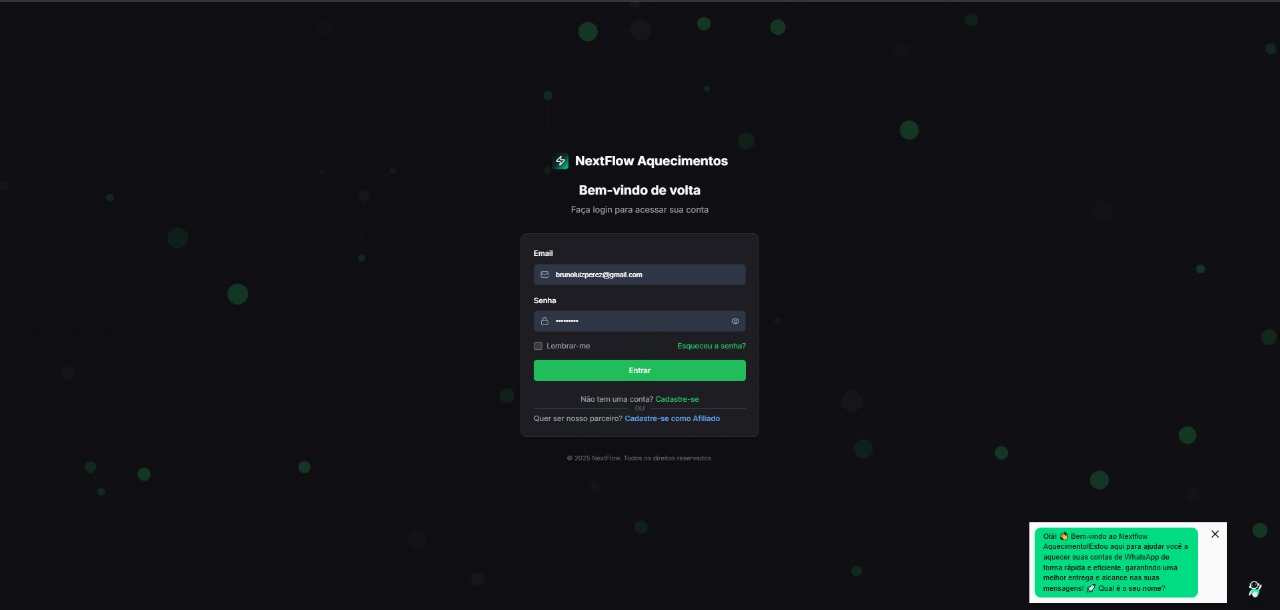 NextFlow Aquecimentos
Bem-vindo de volta
Faça login para acessar sua conta
Email
brunoluizperez@gmail.com
Senha
•••••••••
Lembrar-me
Esqueceu a senha?
Entrar
Não tem uma conta? Cadastre-se
OU
Quer ser nosso parceiro? Cadastre-se como Afiliado
© 2025 NextFlow. Todos os direitos reservados.
Olá! 👋 Bem-vindo ao Nextflow
Aquecimento!Estou aqui para ajudar você a
aquecer suas contas de WhatsApp de
forma rápida e eficiente, garantindo uma
melhor entrega e alcance nas suas
mensagens! 🚀 Qual é o seu nome?